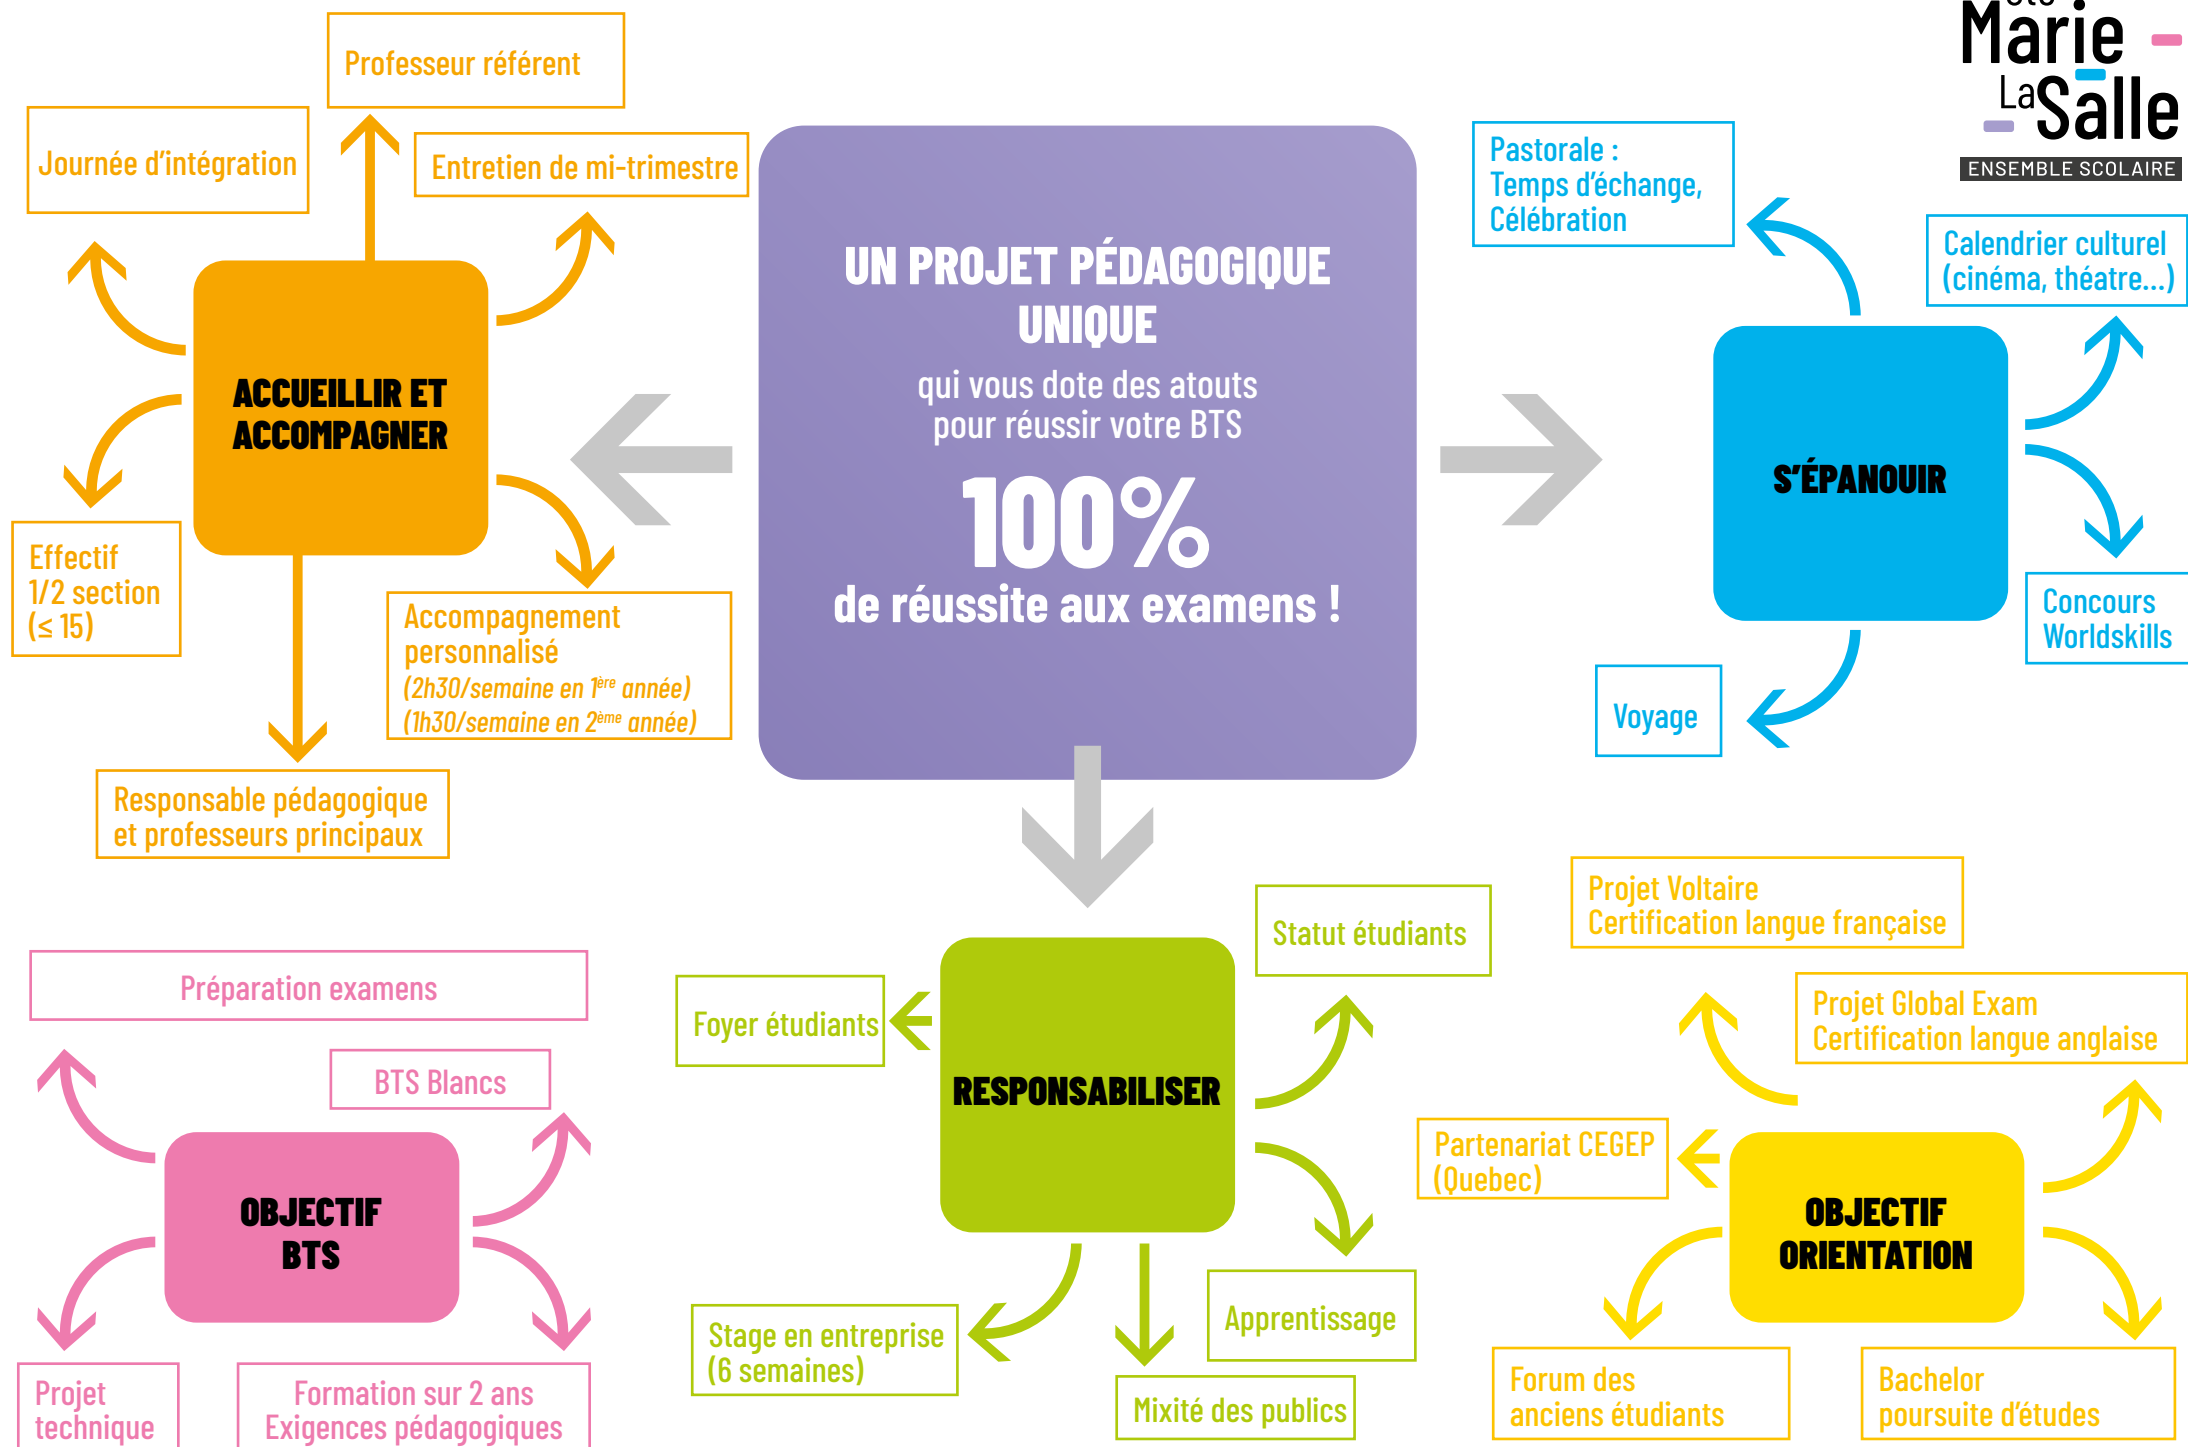 Marie
La Salle
ENSEMBLE SCOLAIRE
Professeur référent
Journée d'intégration
Entretien de mi-trimestre
ACCUEILLIR ET
ACCOMPAGNER
Effectif
1/2 section
(≤ 15)
Accompagnement
personnalisé
(2h30/semaine en 1ère année)
(1h30/semaine en 2ème année)
Responsable pédagogique
et professeurs principaux
UN PROJET PÉDAGOGIQUE
UNIQUE
qui vous dote des atouts
pour réussir votre BTS
100%
de réussite aux examens !
Pastorale :
Temps d'échange,
Célébration
Calendrier culturel
(cinéma, théatre...)
S'ÉPANOUIR
Concours
Worldskills
Voyage
Préparation examens
BTS Blancs
OBJECTIF
BTS
Projet
technique
Formation sur 2 ans
Exigences pédagogiques
Statut étudiants
Foyer étudiants
RESPONSABILISER
Stage en entreprise
(6 semaines)
Apprentissage
Mixité des publics
Projet Voltaire
Certification langue française
Projet Global Exam
Certification langue anglaise
Partenariat CEGEP
(Quebec)
OBJECTIF
ORIENTATION
Forum des
anciens étudiants
Bachelor
poursuite d'études